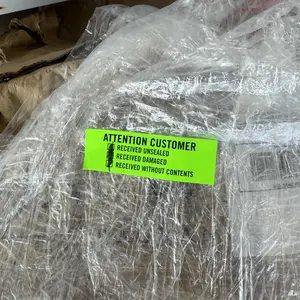 ATTENTION CUSTOMER
RECEIVED UNSEALED
RECEIVED DAMAGED
RECEIVED WITHOUT CONTENTS